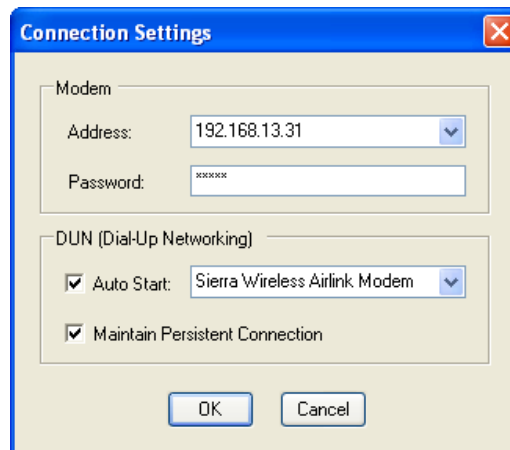 Connection Settings
Modem
Address: 192.168.13.31
Password: *****
DUN (Dial-Up Networking)
Auto Start: Sierra Wireless Airlink Modem
Maintain Persistent Connection
OK Cancel